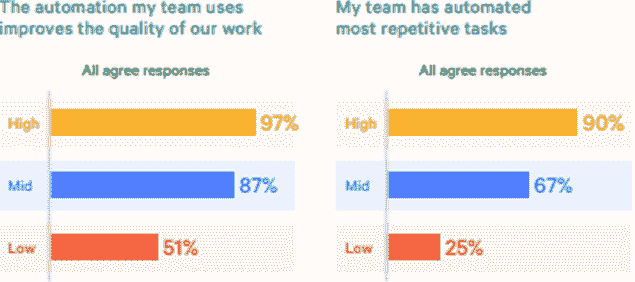 The automation my team uses
improves the quality of our work
All agree responses
High 97%
Mid 87%
Low 51%
My team has automated
most repetitive tasks
All agree responses
High 90%
Mid 67%
Low 25%